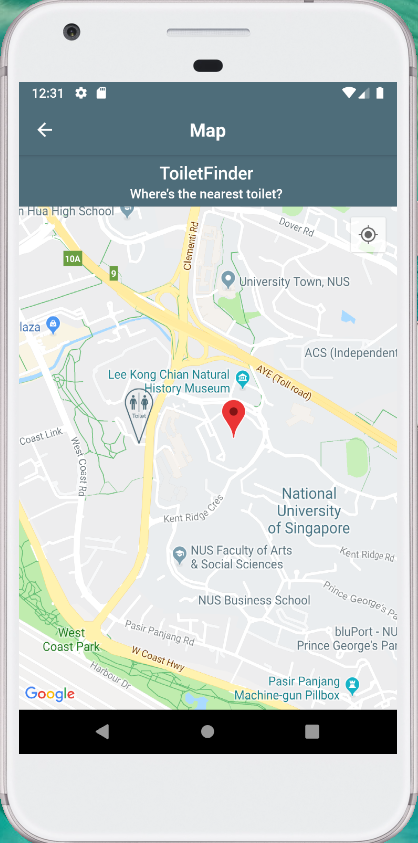 12:31
Map
ToiletFinder
Where's the nearest toilet?
n Hua High School
Dover Rd
Clementi Rd
10A
9
University Town, NUS
laza
ACS (Independent
Lee Kong Chian Natural
History Museum
AYE (Toll road)
Toilet
Coast Link
West Coast Rd
National
University
of Singapore
Kent Ridge Cres
NUS Faculty of Arts
& Social Sciences
Kent Ridge Rd
NUS Business School
Prince George's Pa
Pasir Panjang Rd
West
Coast Park
bluPort - NU
Prince George's Par
W Coast Hwy
Harbour Dr
Pasir Panjang
Machine-gun Pillbox
Google